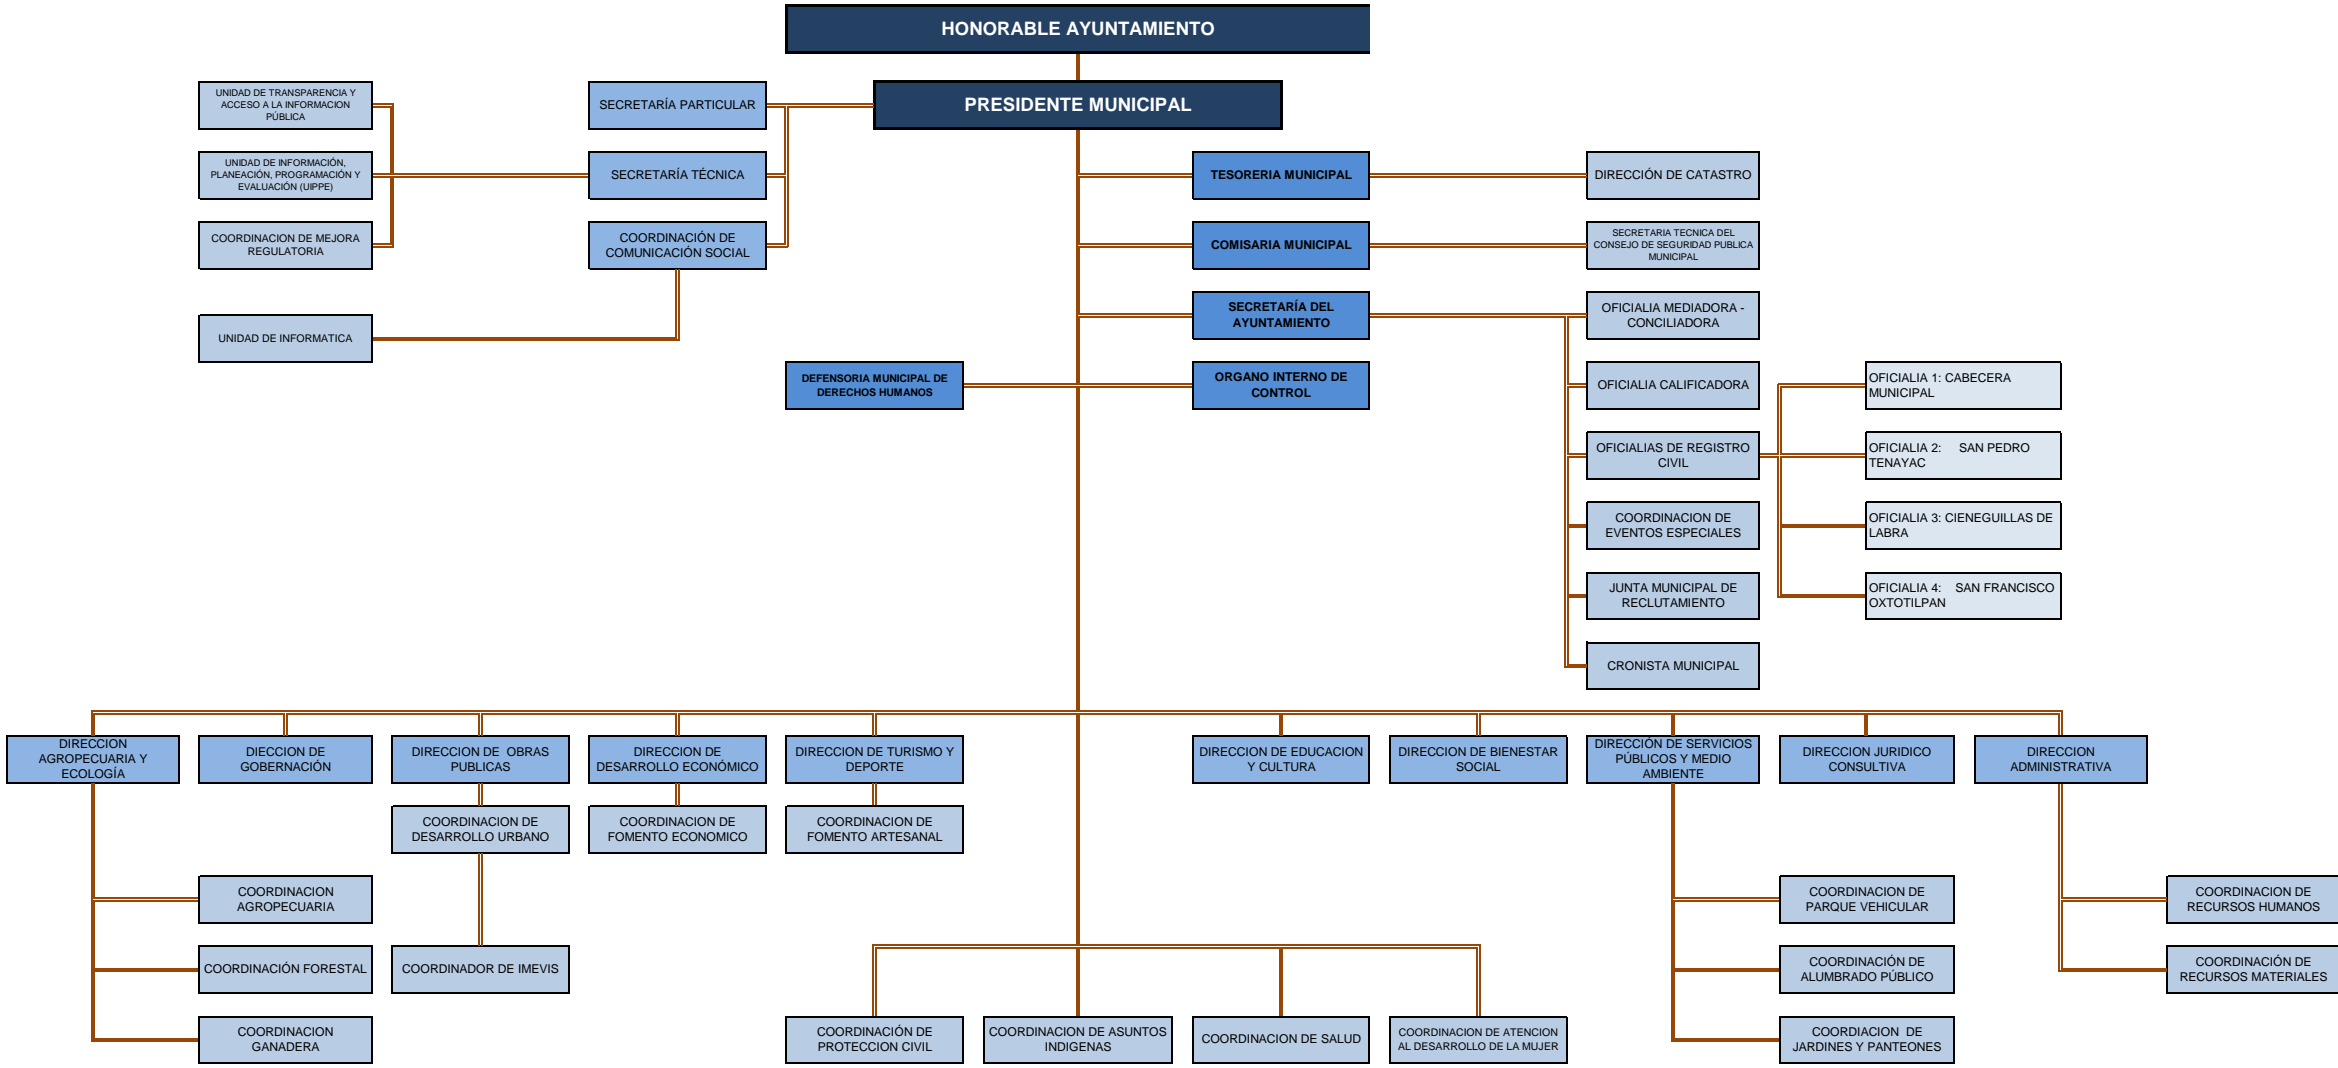 HONORABLE AYUNTAMIENTO
PRESIDENTE MUNICIPAL
UNIDAD DE TRANSPARENCIA Y
ACCESO A LA INFORMACION
PÚBLICA
SECRETARÍA PARTICULAR
UNIDAD DE INFORMACIÓN,
PLANEACIÓN, PROGRAMACIÓN Y
EVALUACIÓN (UIPPE)
SECRETARÍA TÉCNICA
TESORERIA MUNICIPAL
DIRECCIÓN DE CATASTRO
COORDINACION DE MEJORA
REGULATORIA
COORDINACIÓN DE
COMUNICACIÓN SOCIAL
COMISARIA MUNICIPAL
SECRETARIA TECNICA DEL
CONSEJO DE SEGURIDAD PUBLICA
MUNICIPAL
UNIDAD DE INFORMATICA
SECRETARÍA DEL
AYUNTAMIENTO
OFICIALIA MEDIADORA -
CONCILIADORA
DEFENSORIA MUNICIPAL DE
DERECHOS HUMANOS
ORGANO INTERNO DE
CONTROL
OFICIALIA CALIFICADORA
OFICIALIA 1: CABECERA
MUNICIPAL
OFICIALIAS DE REGISTRO
CIVIL
OFICIALIA 2: SAN PEDRO
TENAYAC
COORDINACION DE
EVENTOS ESPECIALES
OFICIALIA 3: CIENEGUILLAS DE
LABRA
JUNTA MUNICIPAL DE
RECLUTAMIENTO
OFICIALIA 4: SAN FRANCISCO
OXTOTILPAN
CRONISTA MUNICIPAL
DIRECCION
AGROPECUARIA Y
ECOLOGÍA
DIECCION DE
GOBERNACIÓN
DIRECCION DE OBRAS
PUBLICAS
DIRECCION DE
DESARROLLO ECONÓMICO
DIRECCION DE TURISMO Y
DEPORTE
DIRECCION DE EDUCACION
Y CULTURA
DIRECCION DE BIENESTAR
SOCIAL
DIRECCIÓN DE SERVICIOS
PÚBLICOS Y MEDIO
AMBIENTE
DIRECCION JURIDICO
CONSULTIVA
DIRECCION
ADMINISTRATIVA
COORDINACION DE
DESARROLLO URBANO
COORDINACION DE
FOMENTO ECONOMICO
COORDINACION DE
FOMENTO ARTESANAL
COORDINACION
AGROPECUARIA
COORDINACION DE
PARQUE VEHICULAR
COORDINACION DE
RECURSOS HUMANOS
COORDINACIÓN FORESTAL
COORDINADOR DE IMEVIS
COORDINACIÓN DE
ALUMBRADO PÚBLICO
COORDINACIÓN DE
RECURSOS MATERIALES
COORDINACION
GANADERA
COORDINACIÓN DE
PROTECCION CIVIL
COORDINACION DE ASUNTOS
INDIGENAS
COORDINACION DE SALUD
COORDINACION DE ATENCION
AL DESARROLLO DE LA MUJER
COORDIACION DE
JARDINES Y PANTEONES